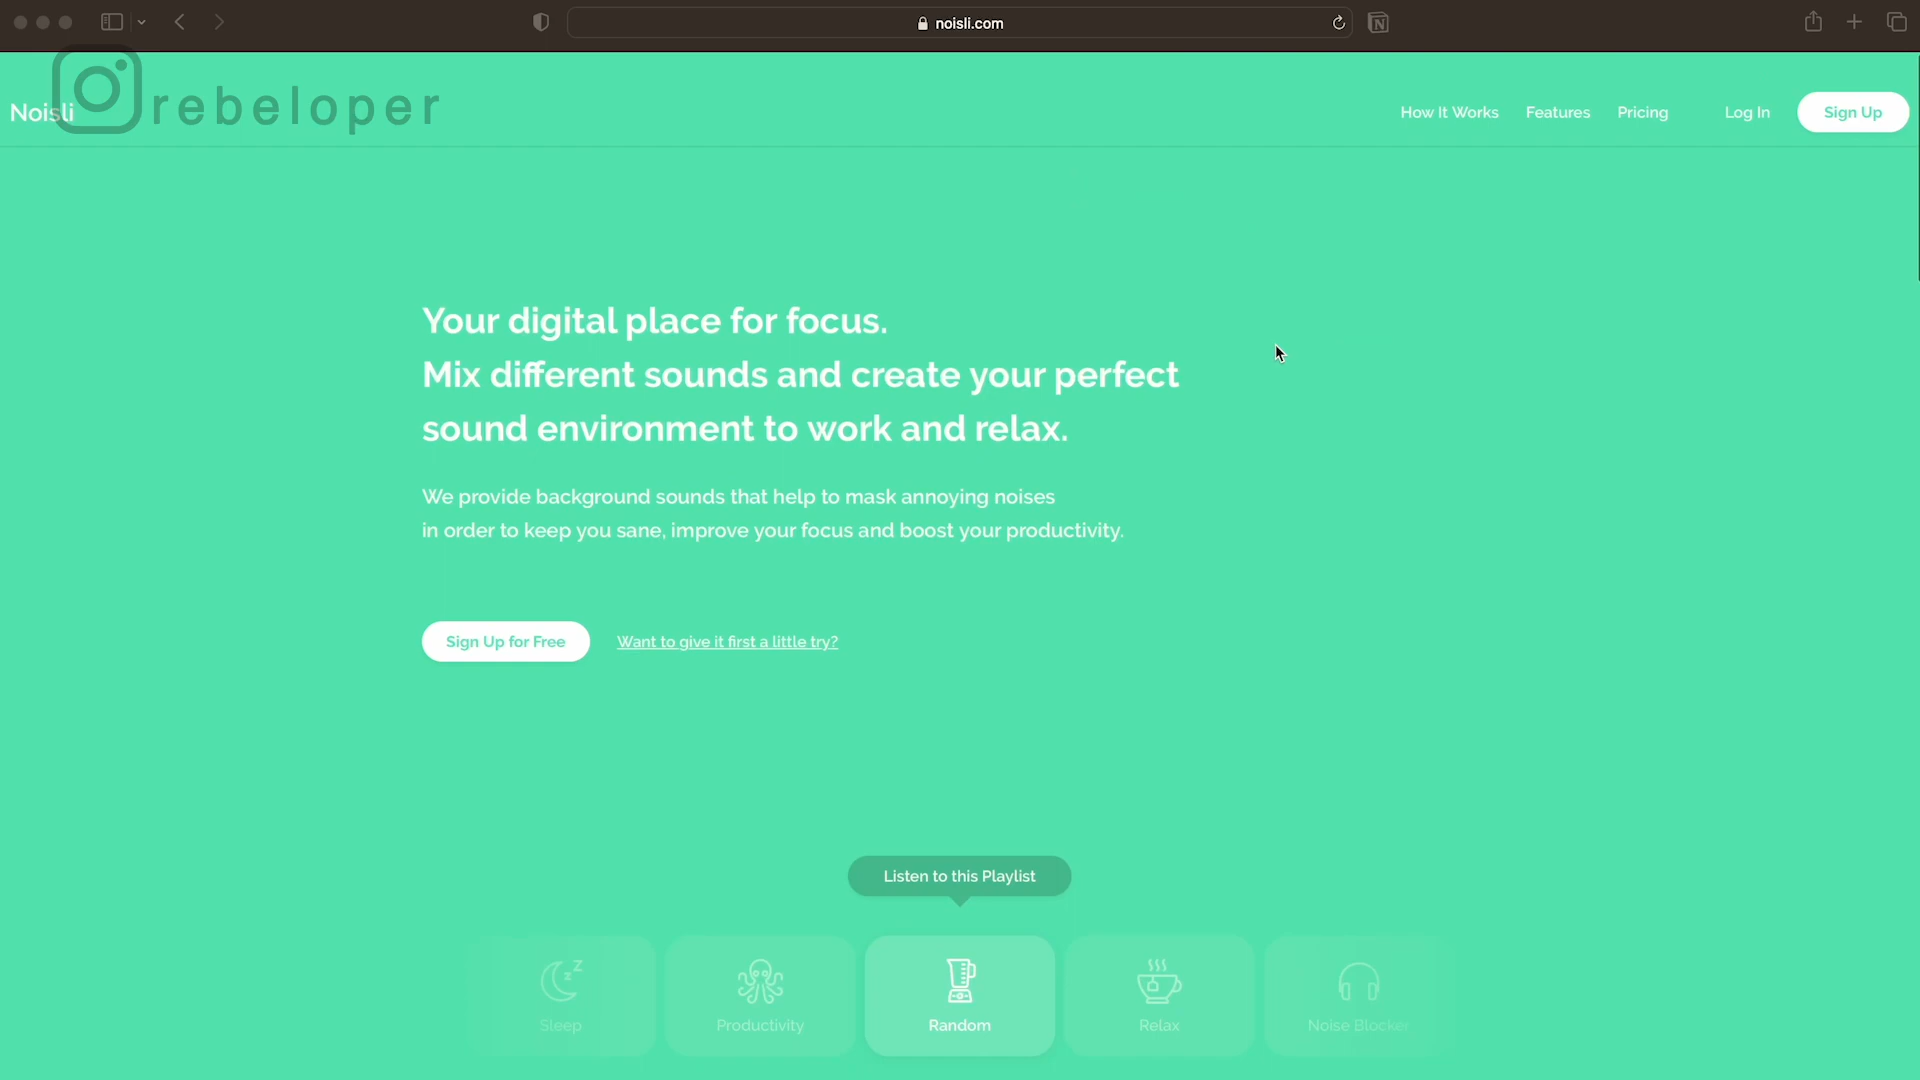 noisli.com
Noisli
rebeloper
How It Works
Features
Pricing
Log In
Sign Up
Your digital place for focus.
Mix different sounds and create your perfect
sound environment to work and relax.
We provide background sounds that help to mask annoying noises
in order to keep you sane, improve your focus and boost your productivity.
Sign Up for Free
Want to give it first a little try?
Listen to this Playlist
Sleep
Productivity
Random
Relax
Noise Blocker